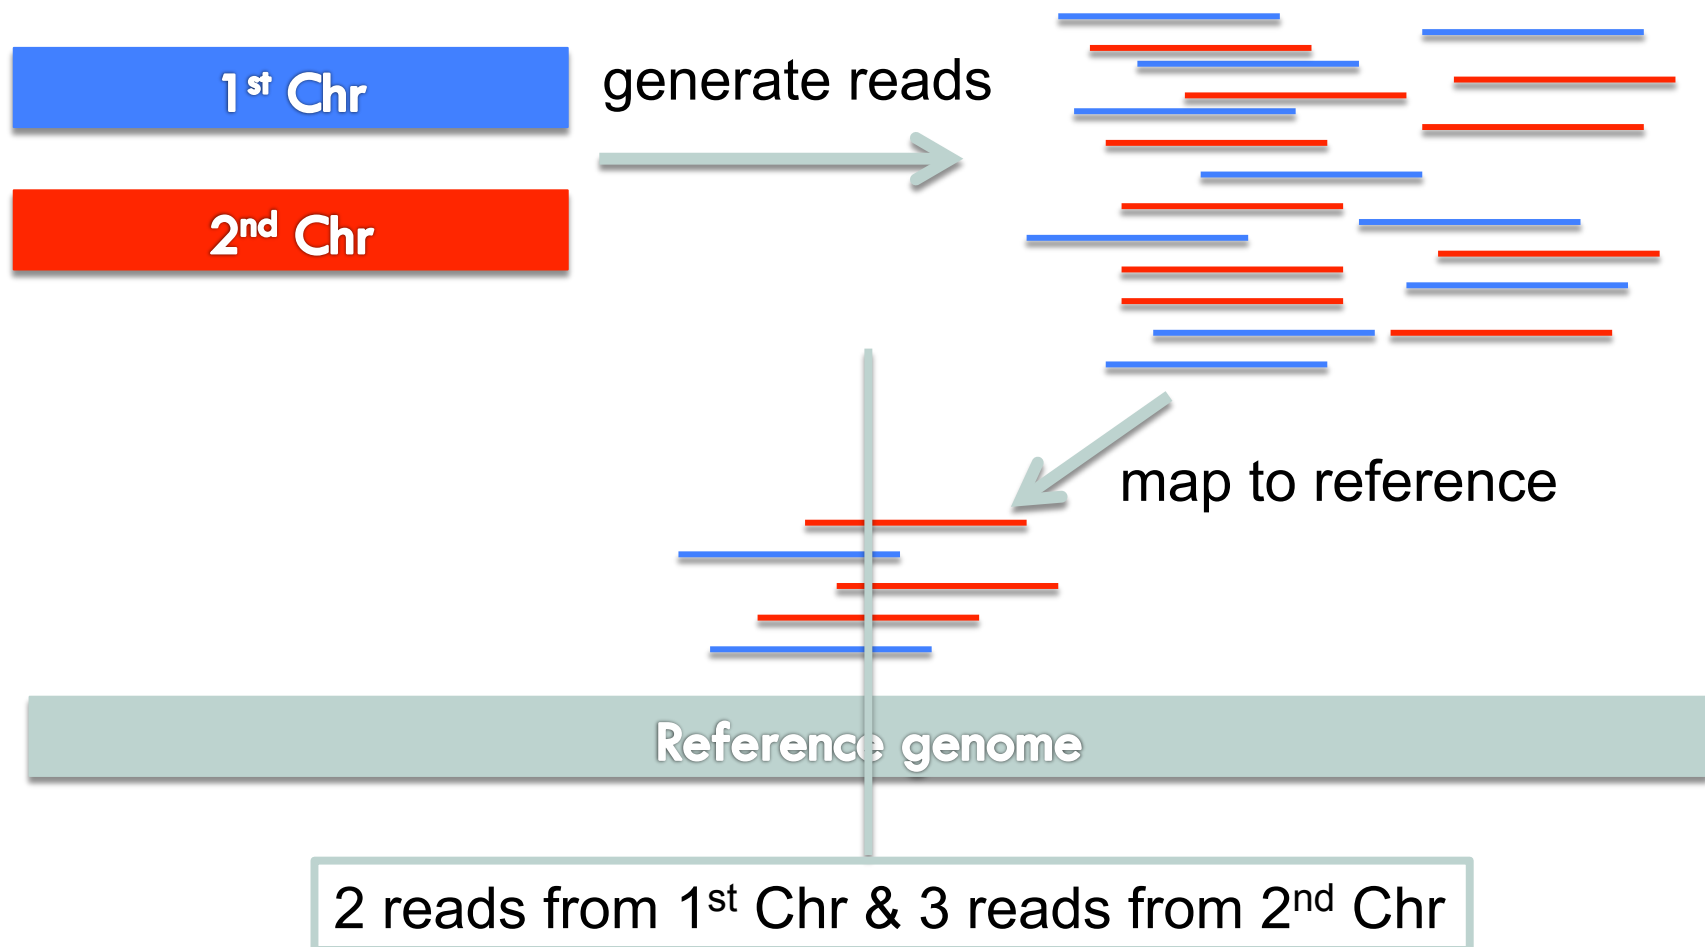 1st Chr
generate reads
2nd Chr
map to reference
Reference genome
2 reads from 1st Chr & 3 reads from 2nd Chr